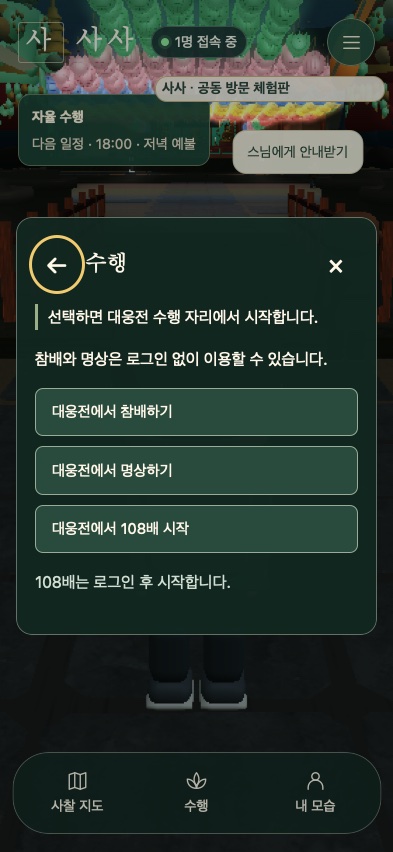 사 사사
1명 접속 중
사사 · 공동 방문 체험판
자율 수행
다음 일정 · 18:00 · 저녁 예불
스님에게 안내받기
수행
선택하면 대웅전 수행 자리에서 시작합니다.
참배와 명상은 로그인 없이 이용할 수 있습니다.
대웅전에서 참배하기
대웅전에서 명상하기
대웅전에서 108배 시작
108배는 로그인 후 시작합니다.
사찰 지도
수행
내 모습